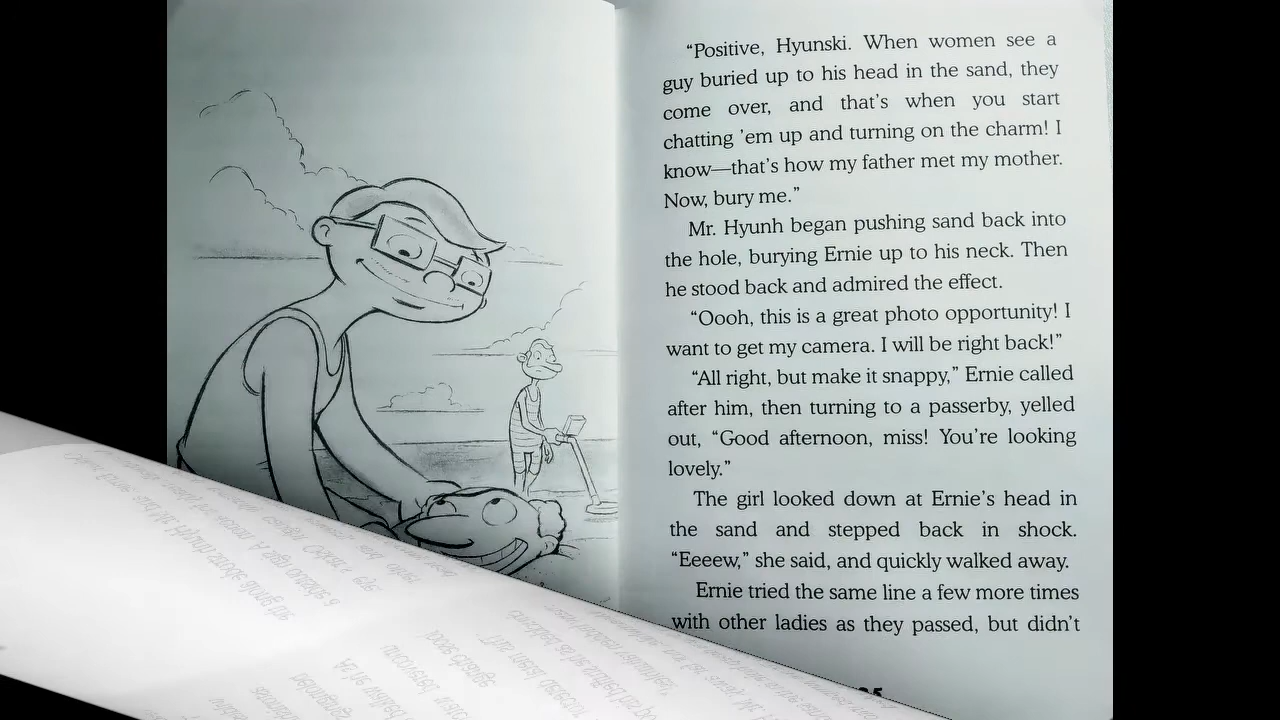 “Positive, Hyunski. When women see a
guy buried up to his head in the sand, they
come over, and that’s when you start
chatting ’em up and turning on the charm! I
know—that’s how my father met my mother.
Now, bury me.”
Mr. Hyunh began pushing sand back into
the hole, burying Ernie up to his neck. Then
he stood back and admired the effect.
“Oooh, this is a great photo opportunity! I
want to get my camera. I will be right back!”
“All right, but make it snappy,” Ernie called
after him, then turning to a passerby, yelled
out, “Good afternoon, miss! You’re looking
lovely.”
The girl looked down at Ernie’s head in
the sand and stepped back in shock.
“Eeeew,” she said, and quickly walked away.
Ernie tried the same line a few more times
with other ladies as they passed, but didn’t